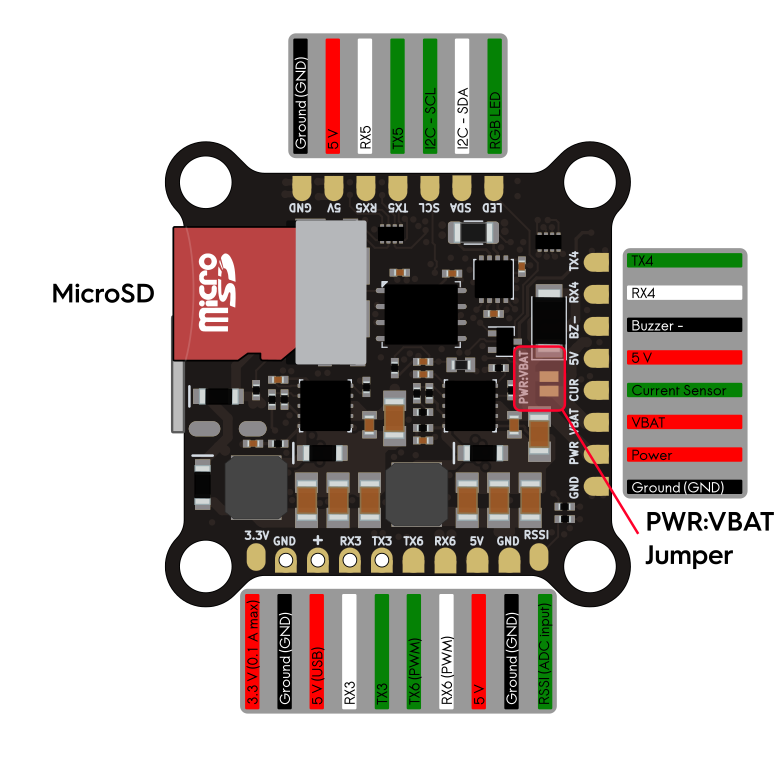 Ground (GND)
5 V
RX5
TX5
I2C - SCL
I2C - SDA
RGB LED
GND
5V
RX5
TX5
SCL
SDA
LED
MicroSD
micro
SD
TX4
RX4
BZ-
5V
CUR
VBAT
PWR
GND
PWR:VBAT
TX4
RX4
Buzzer -
5 V
Current Sensor
VBAT
Power
Ground (GND)
PWR:VBAT
Jumper
3.3V
GND
+
RX3
TX3
TX6
RX6
5V
GND
RSSI
3.3 V (0.1 A max)
Ground (GND)
5 V (USB)
RX3
TX3
TX6 (PWM)
RX6 (PWM)
5 V
Ground (GND)
RSSI (ADC input)